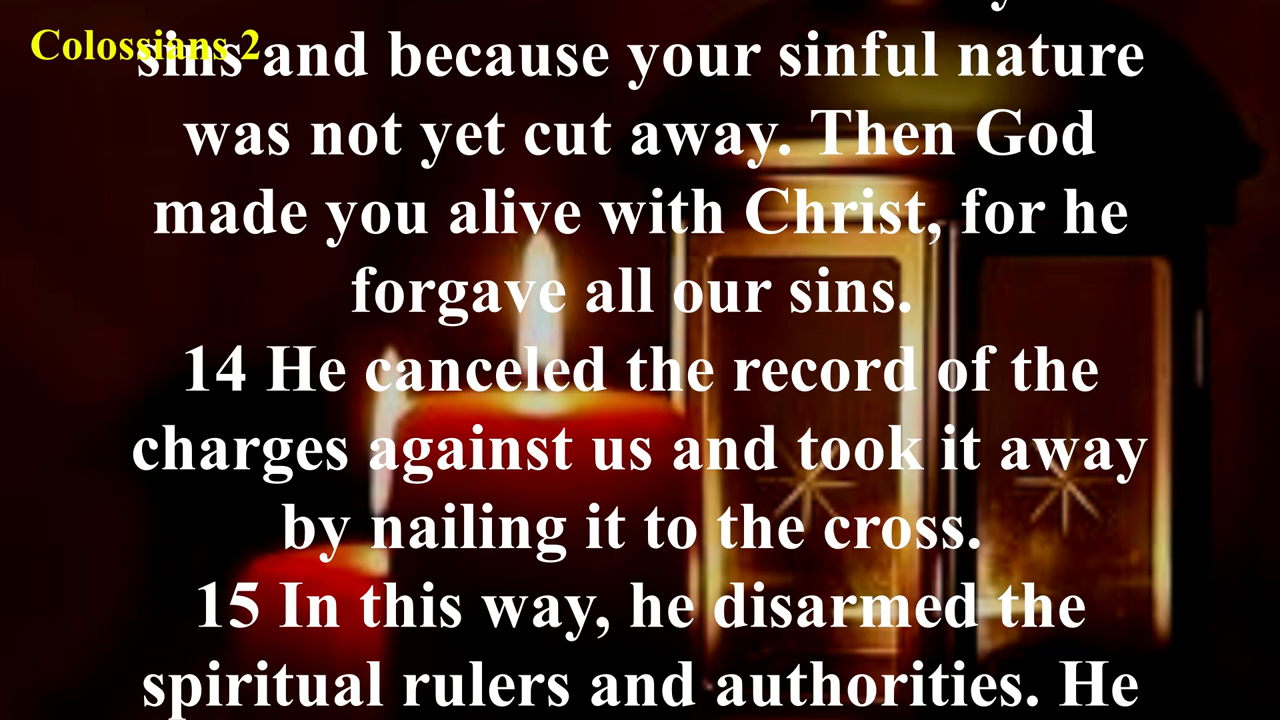 Colossians 2
sins and because your sinful nature
was not yet cut away. Then God
made you alive with Christ, for he
forgave all our sins.
14 He canceled the record of the
charges against us and took it away
by nailing it to the cross.
15 In this way, he disarmed the
spiritual rulers and authorities. He